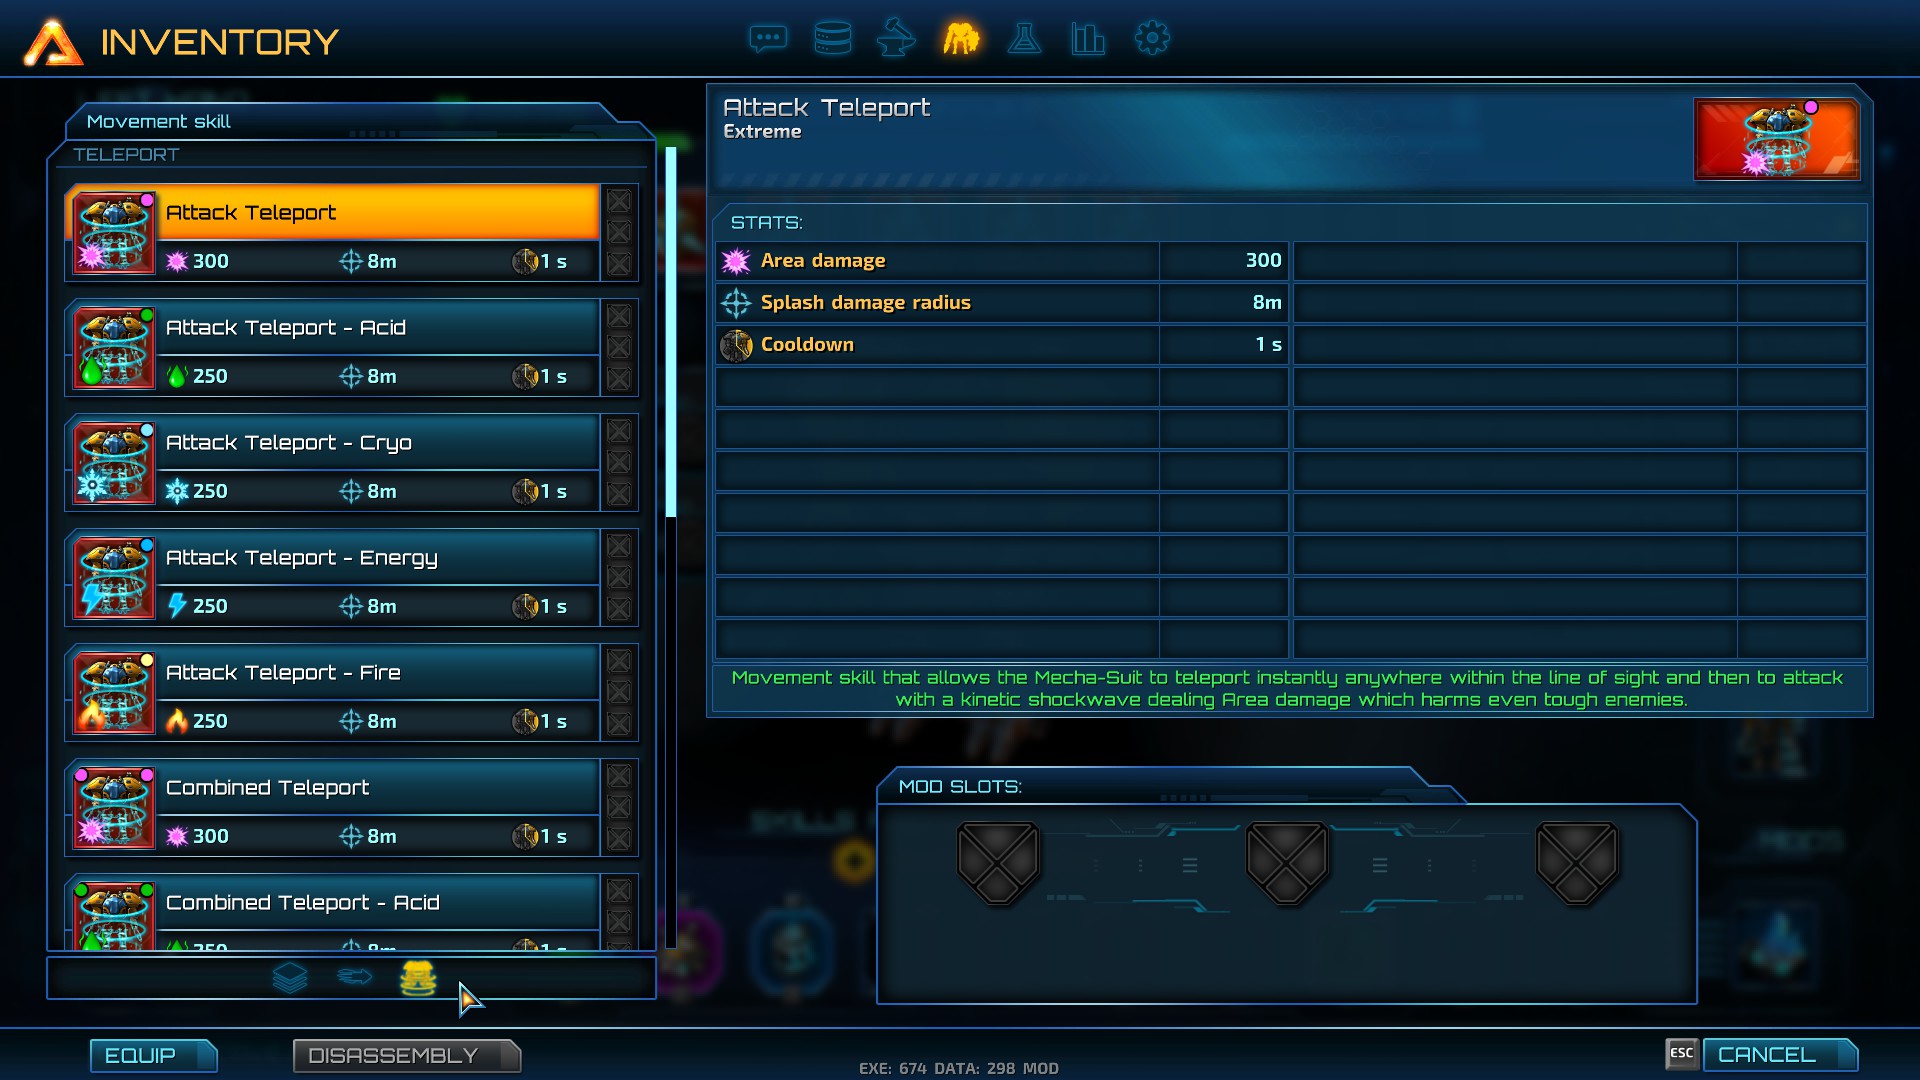 INVENTORY
Movement skill
TELEPORT
Attack Teleport
300 8m 1 s
Attack Teleport - Acid
250 8m 1 s
Attack Teleport - Cryo
250 8m 1 s
Attack Teleport - Energy
250 8m 1 s
Attack Teleport - Fire
250 8m 1 s
Combined Teleport
300 8m 1 s
Combined Teleport - Acid
250 8m 1 s
Attack Teleport
Extreme
STATS:
Area damage 300
Splash damage radius 8m
Cooldown 1 s
Movement skill that allows the Mecha-Suit to teleport instantly anywhere within the line of sight and then to attack
with a kinetic shockwave dealing Area damage which harms even tough enemies.
MOD SLOTS:
SKILLS
MODS
EQUIP
DISASSEMBLY
EXE: 674 DATA: 298 MOD
ESC CANCEL